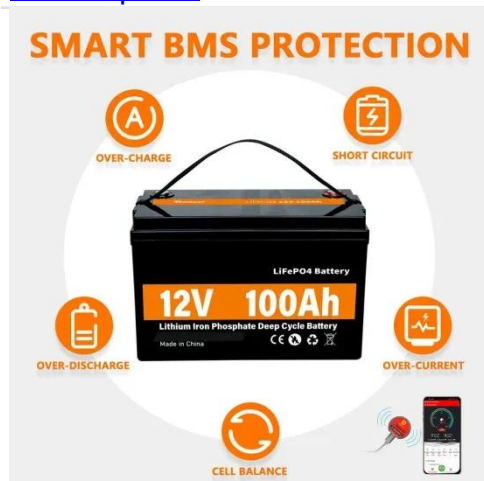 SMART BMS PROTECTION
OVER-CHARGE
SHORT CIRCUIT
LiFePO4 Battery
12V 100Ah
Lithium Iron Phosphate Deep Cycle Battery
Made in China
CE
OVER-DISCHARGE
OVER-CURRENT
CELL BALANCE